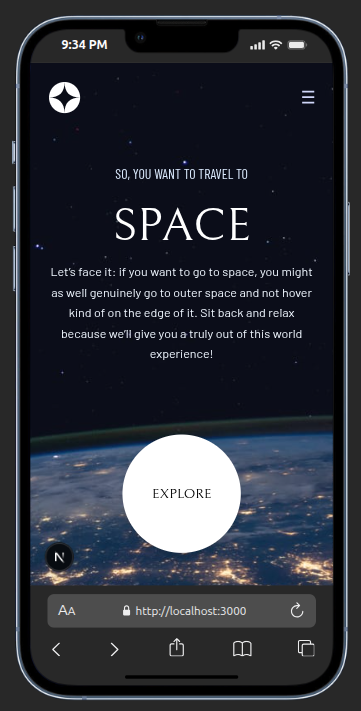 9:34 PM
SO, YOU WANT TO TRAVEL TO
SPACE
Let's face it: if you want to go to space, you might
as well genuinely go to outer space and not hover
kind of on the edge of it. Sit back and relax
because we'll give you a truly out of this world
experience!
EXPLORE
N
AA http://localhost:3000